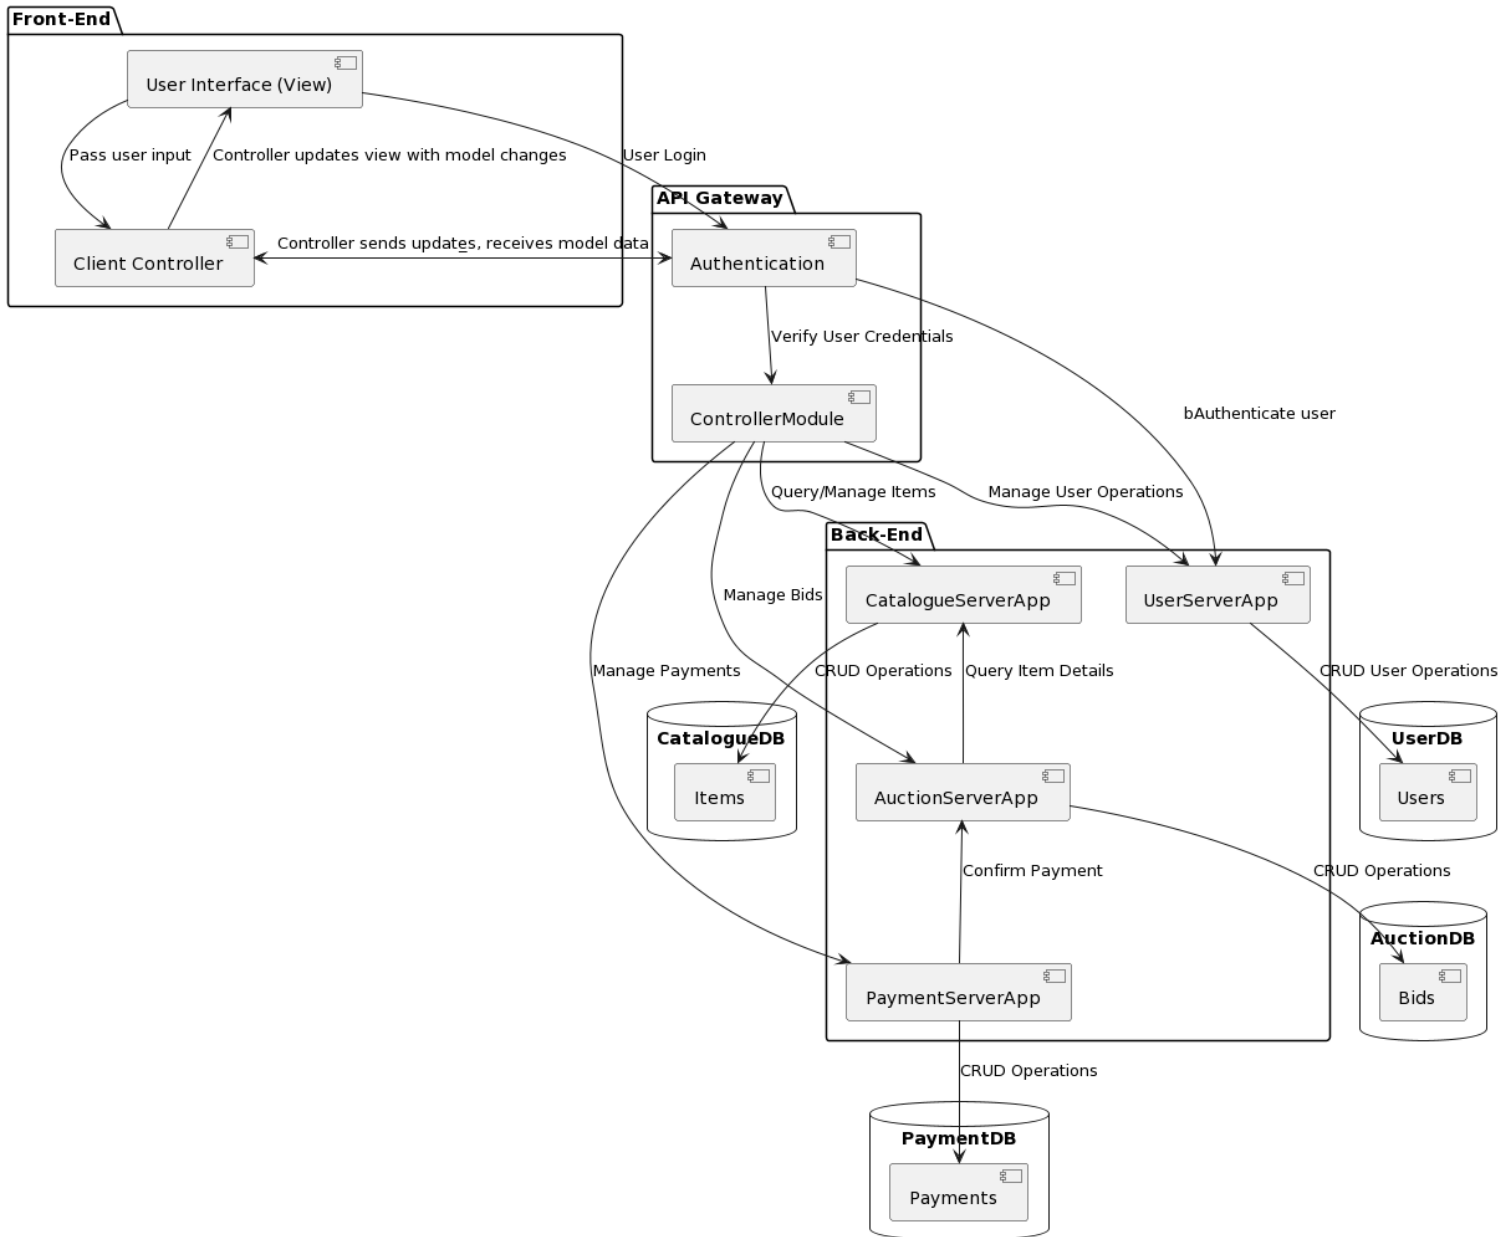 Front-End
User Interface (View)
Pass user input
Controller updates view with model changes
User Login
API Gateway
Client Controller
Controller sends updates, receives model data
Authentication
Verify User Credentials
ControllerModule
bAuthenticate user
Query/Manage Items
Manage User Operations
Back-End
CatalogueServerApp
UserServerApp
Manage Bids
Manage Payments
CRUD Operations
Query Item Details
CRUD User Operations
CatalogueDB
Items
AuctionServerApp
UserDB
Users
Confirm Payment
CRUD Operations
AuctionDB
Bids
PaymentServerApp
CRUD Operations
PaymentDB
Payments